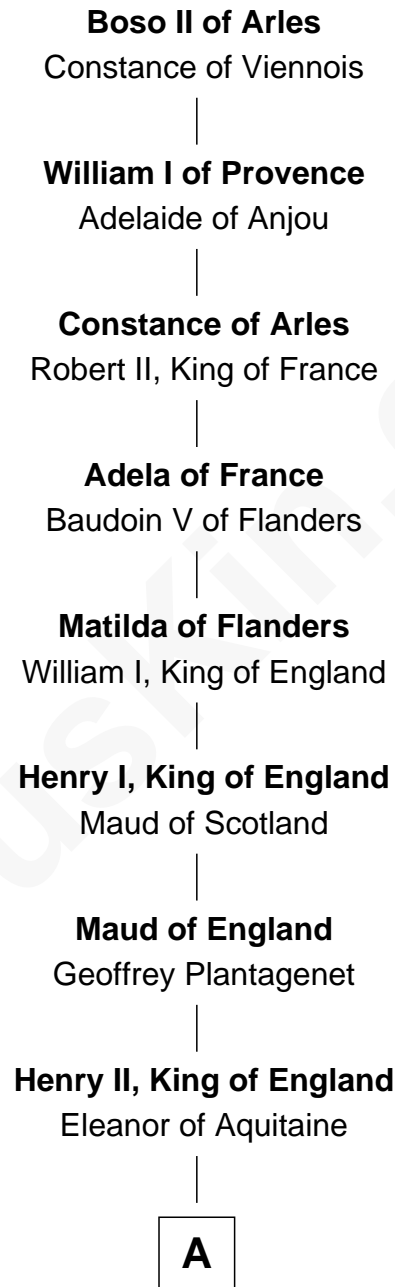 Boso II of Arles
Constance of Viennois
William I of Provence
Adelaide of Anjou
Constance of Arles
Robert II, King of France
Adela of France
Baudoin V of Flanders
Matilda of Flanders
William I, King of England
Henry I, King of England
Maud of Scotland
Maud of England
Geoffrey Plantagenet
Henry II, King of England
Eleanor of Aquitaine
A